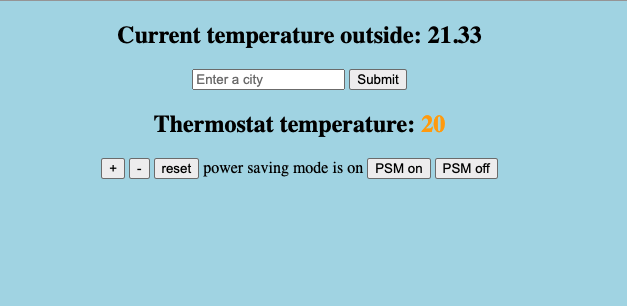 Current temperature outside: 21.33
Enter a city Submit
Thermostat temperature: 20
+ - reset power saving mode is on PSM on PSM off